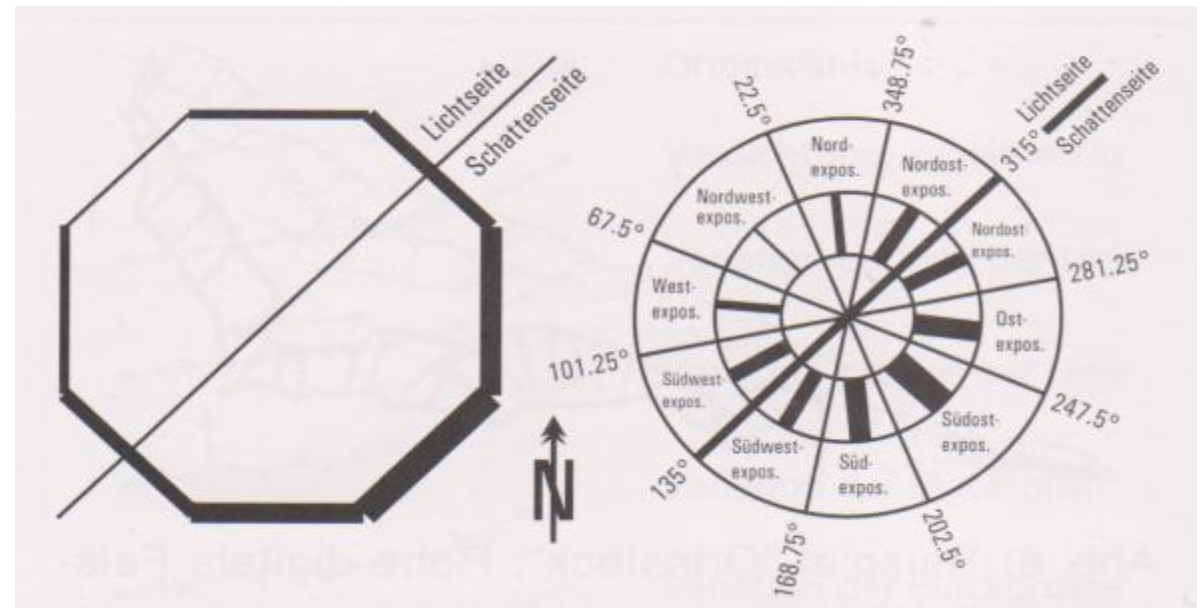 Lichtseite
Schattenseite
N
22.5°
348.75°
Lichtseite
Schattenseite
315°
281.25°
247.5°
202.5°
168.75°
135°
101.25°
67.5°
Nord-
expos.
Nordost-
expos.
Nordost-
expos.
Ost-
expos.
Südost-
expos.
Süd-
expos.
Südwest-
expos.
Südwest-
expos.
West-
expos.
Nordwest-
expos.